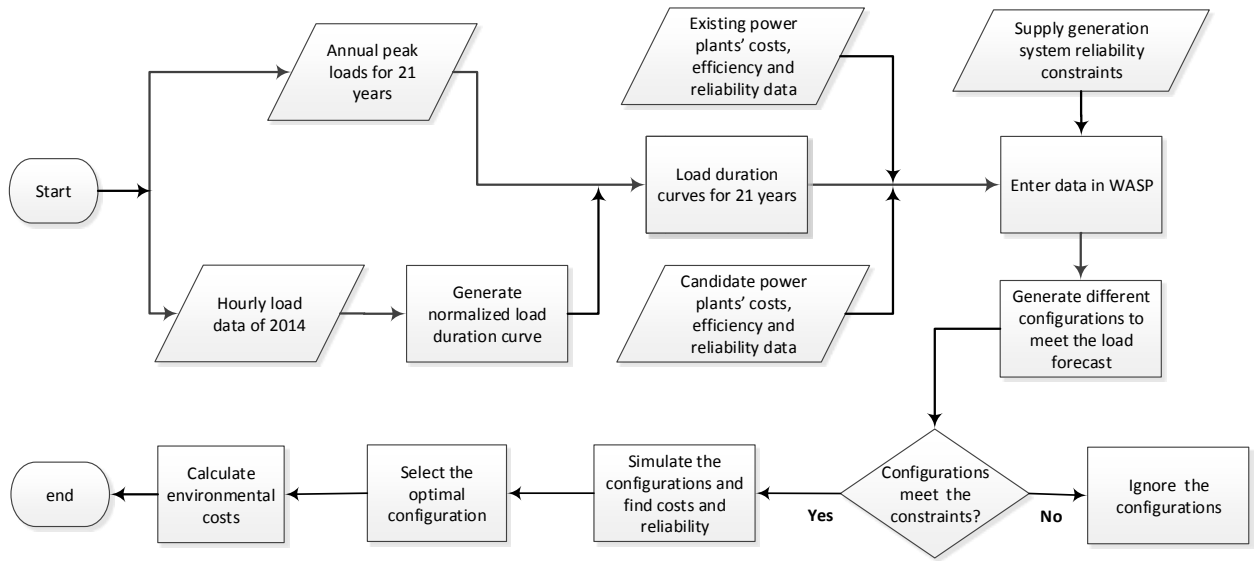 Start
Annual peak
loads for 21
years
Hourly load
data of 2014
Generate
normalized load
duration curve
Existing power
plants' costs,
efficiency and
reliability data
Load duration
curves for 21 years
Candidate power
plants' costs,
efficiency and
reliability data
Supply generation
system reliability
constraints
Enter data in WASP
Generate different
configurations to
meet the load
forecast
Configurations
meet the
constraints?
No
Ignore the
configurations
Yes
Simulate the
configurations and
find costs and
reliability
Select the
optimal
configuration
Calculate
environmental
costs
end